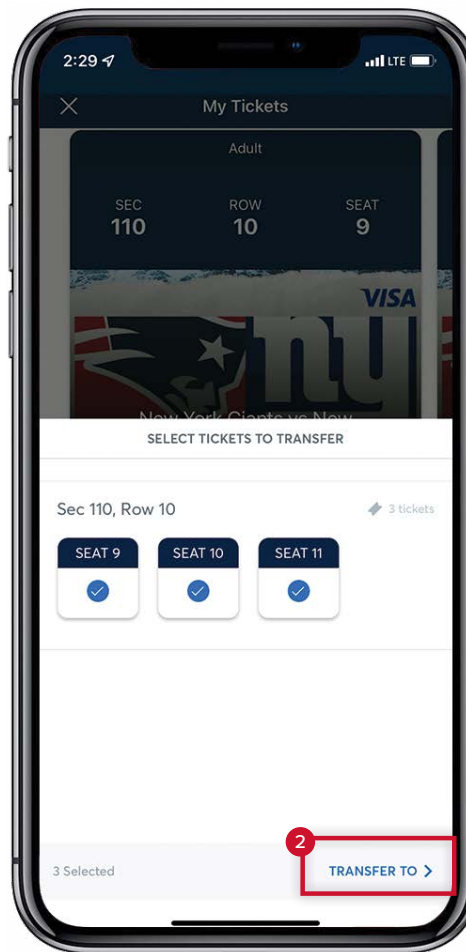 2:29
LTE
My Tickets
Adult
SEC ROW SEAT
110 10 9
VISA
ny
New York Giants vs New
SELECT TICKETS TO TRANSFER
Sec 110, Row 10 3 tickets
SEAT 9 SEAT 10 SEAT 11
2
3 Selected TRANSFER TO